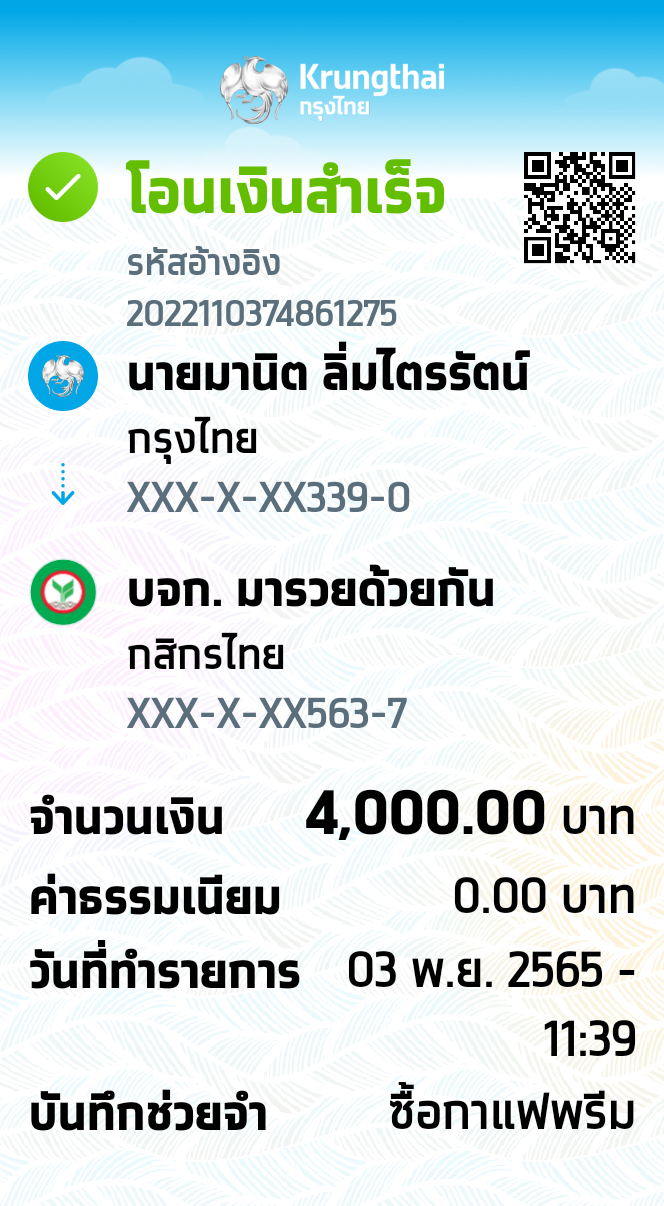 Krungthai
กรุงไทย
โอนเงินสำเร็จ
รหัสอ้างอิง
2022110374861275
นายมานิต ลิ่มไตรรัตน์
กรุงไทย
XXX-X-XX339-0
บจก. มารวยด้วยกัน
กสิกรไทย
XXX-X-XX563-7
จำนวนเงิน 4,000.00 บาท
ค่าธรรมเนียม 0.00 บาท
วันที่ทำรายการ 03 พ.ย. 2565 -
11:39
บันทึกช่วยจำ ซื้อกาแฟพรีม